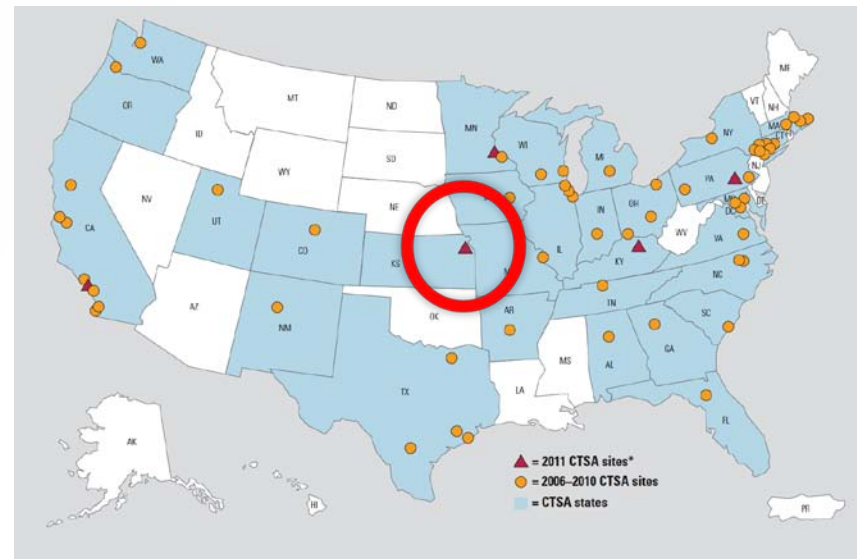 WA
OR
CA
ID
NV
MT
WY
UT
AZ
CO
NM
ND
SD
NE
KS
OK
TX
MN
WI
IL
MI
IN
OH
KY
TN
AR
LA
MS
AL
GA
FL
SC
NC
VA
WV
PA
NY
VT
NH
ME
MA
CT
NJ
DC
AK
HI
PR
▲ = 2011 CTSA sites*
● = 2006–2010 CTSA sites
■ = CTSA states